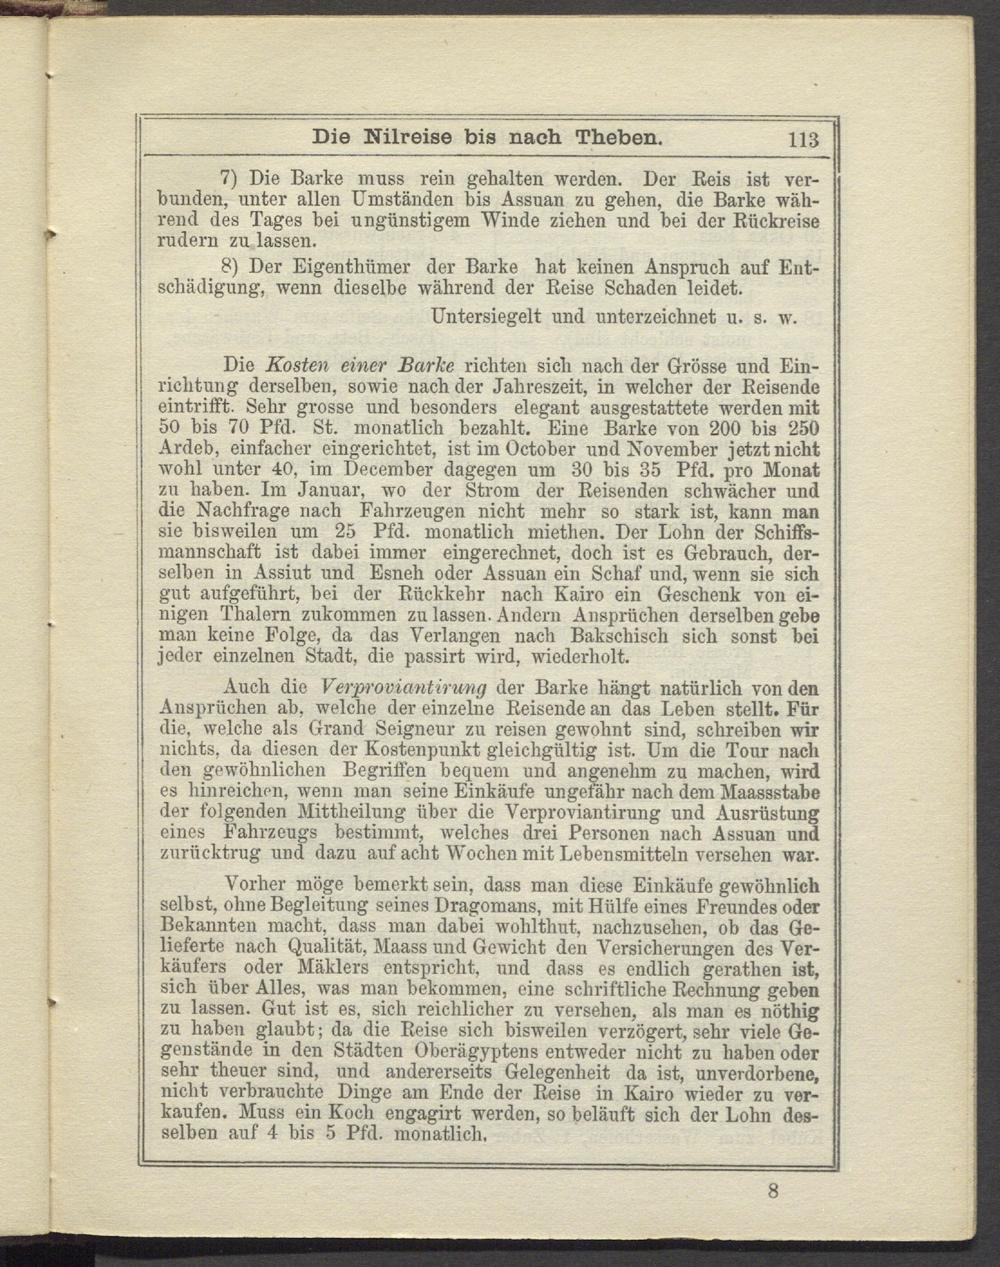 Die Nilreise bis nach Theben. 113
7) Die Barke muss rein gehalten werden. Der Reis ist ver-
bunden, unter allen Umständen bis Assuan zu gehen, die Barke wäh-
rend des Tages bei ungünstigem Winde ziehen und bei der Rückreise
rudern zu lassen.
8) Der Eigenthümer der Barke hat keinen Anspruch auf Ent-
schädigung, wenn dieselbe während der Reise Schaden leidet.
Untersiegelt und unterzeichnet u. s. w.
Die Kosten einer Barke richten sich nach der Grösse und Ein-
richtung derselben, sowie nach der Jahreszeit, in welcher der Reisende
eintrifft. Sehr grosse und besonders elegant ausgestattete werden mit
50 bis 70 Pfd. St. monatlich bezahlt. Eine Barke von 200 bis 250
Ardeb, einfacher eingerichtet, ist im October und November jetzt nicht
wohl unter 40, im December dagegen um 30 bis 35 Pfd. pro Monat
zu haben. Im Januar, wo der Strom der Reisenden schwächer und
die Nachfrage nach Fahrzeugen nicht mehr so stark ist, kann man
sie bisweilen um 25 Pfd. monatlich miethen. Der Lohn der Schiffs-
mannschaft ist dabei immer eingerechnet, doch ist es Gebrauch, der-
selben in Assiut und Esneh oder Assuan ein Schaf und, wenn sie sich
gut aufgeführt, bei der Rückkehr nach Kairo ein Geschenk von ei-
nigen Thalern zukommen zu lassen. Andern Ansprüchen derselben gebe
man keine Folge, da das Verlangen nach Bakschisch sich sonst bei
jeder einzelnen Stadt, die passirt wird, wiederholt.
Auch die Verproviantirung der Barke hängt natürlich von den
Ansprüchen ab, welche der einzelne Reisende an das Leben stellt. Für
die, welche als Grand Seigneur zu reisen gewohnt sind, schreiben wir
nichts, da diesen der Kostenpunkt gleichgültig ist. Um die Tour nach
den gewöhnlichen Begriffen bequem und angenehm zu machen, wird
es hinreichen, wenn man seine Einkäufe ungefähr nach dem Maassstabe
der folgenden Mittheilung über die Verproviantirung und Ausrüstung
eines Fahrzeugs bestimmt, welches drei Personen nach Assuan und
zurücktrug und dazu auf acht Wochen mit Lebensmitteln versehen war.
Vorher möge bemerkt sein, dass man diese Einkäufe gewöhnlich
selbst, ohne Begleitung seines Dragomans, mit Hülfe eines Freundes oder
Bekannten macht, dass man dabei wohlthut, nachzusehen, ob das Ge-
lieferte nach Qualität, Maass und Gewicht den Versicherungen des Ver-
käufers oder Mäklers entspricht, und dass es endlich gerathen ist,
sich über Alles, was man bekommen, eine schriftliche Rechnung geben
zu lassen. Gut ist es, sich reichlicher zu versehen, als man es nöthig
zu haben glaubt; da die Reise sich bisweilen verzögert, sehr viele Ge-
genstände in den Städten Oberägyptens entweder nicht zu haben oder
sehr theuer sind, und andererseits Gelegenheit da ist, unverdorbene,
nicht verbrauchte Dinge am Ende der Reise in Kairo wieder zu ver-
kaufen. Muss ein Koch engagirt werden, so beläuft sich der Lohn des-
selben auf 4 bis 5 Pfd. monatlich.
8